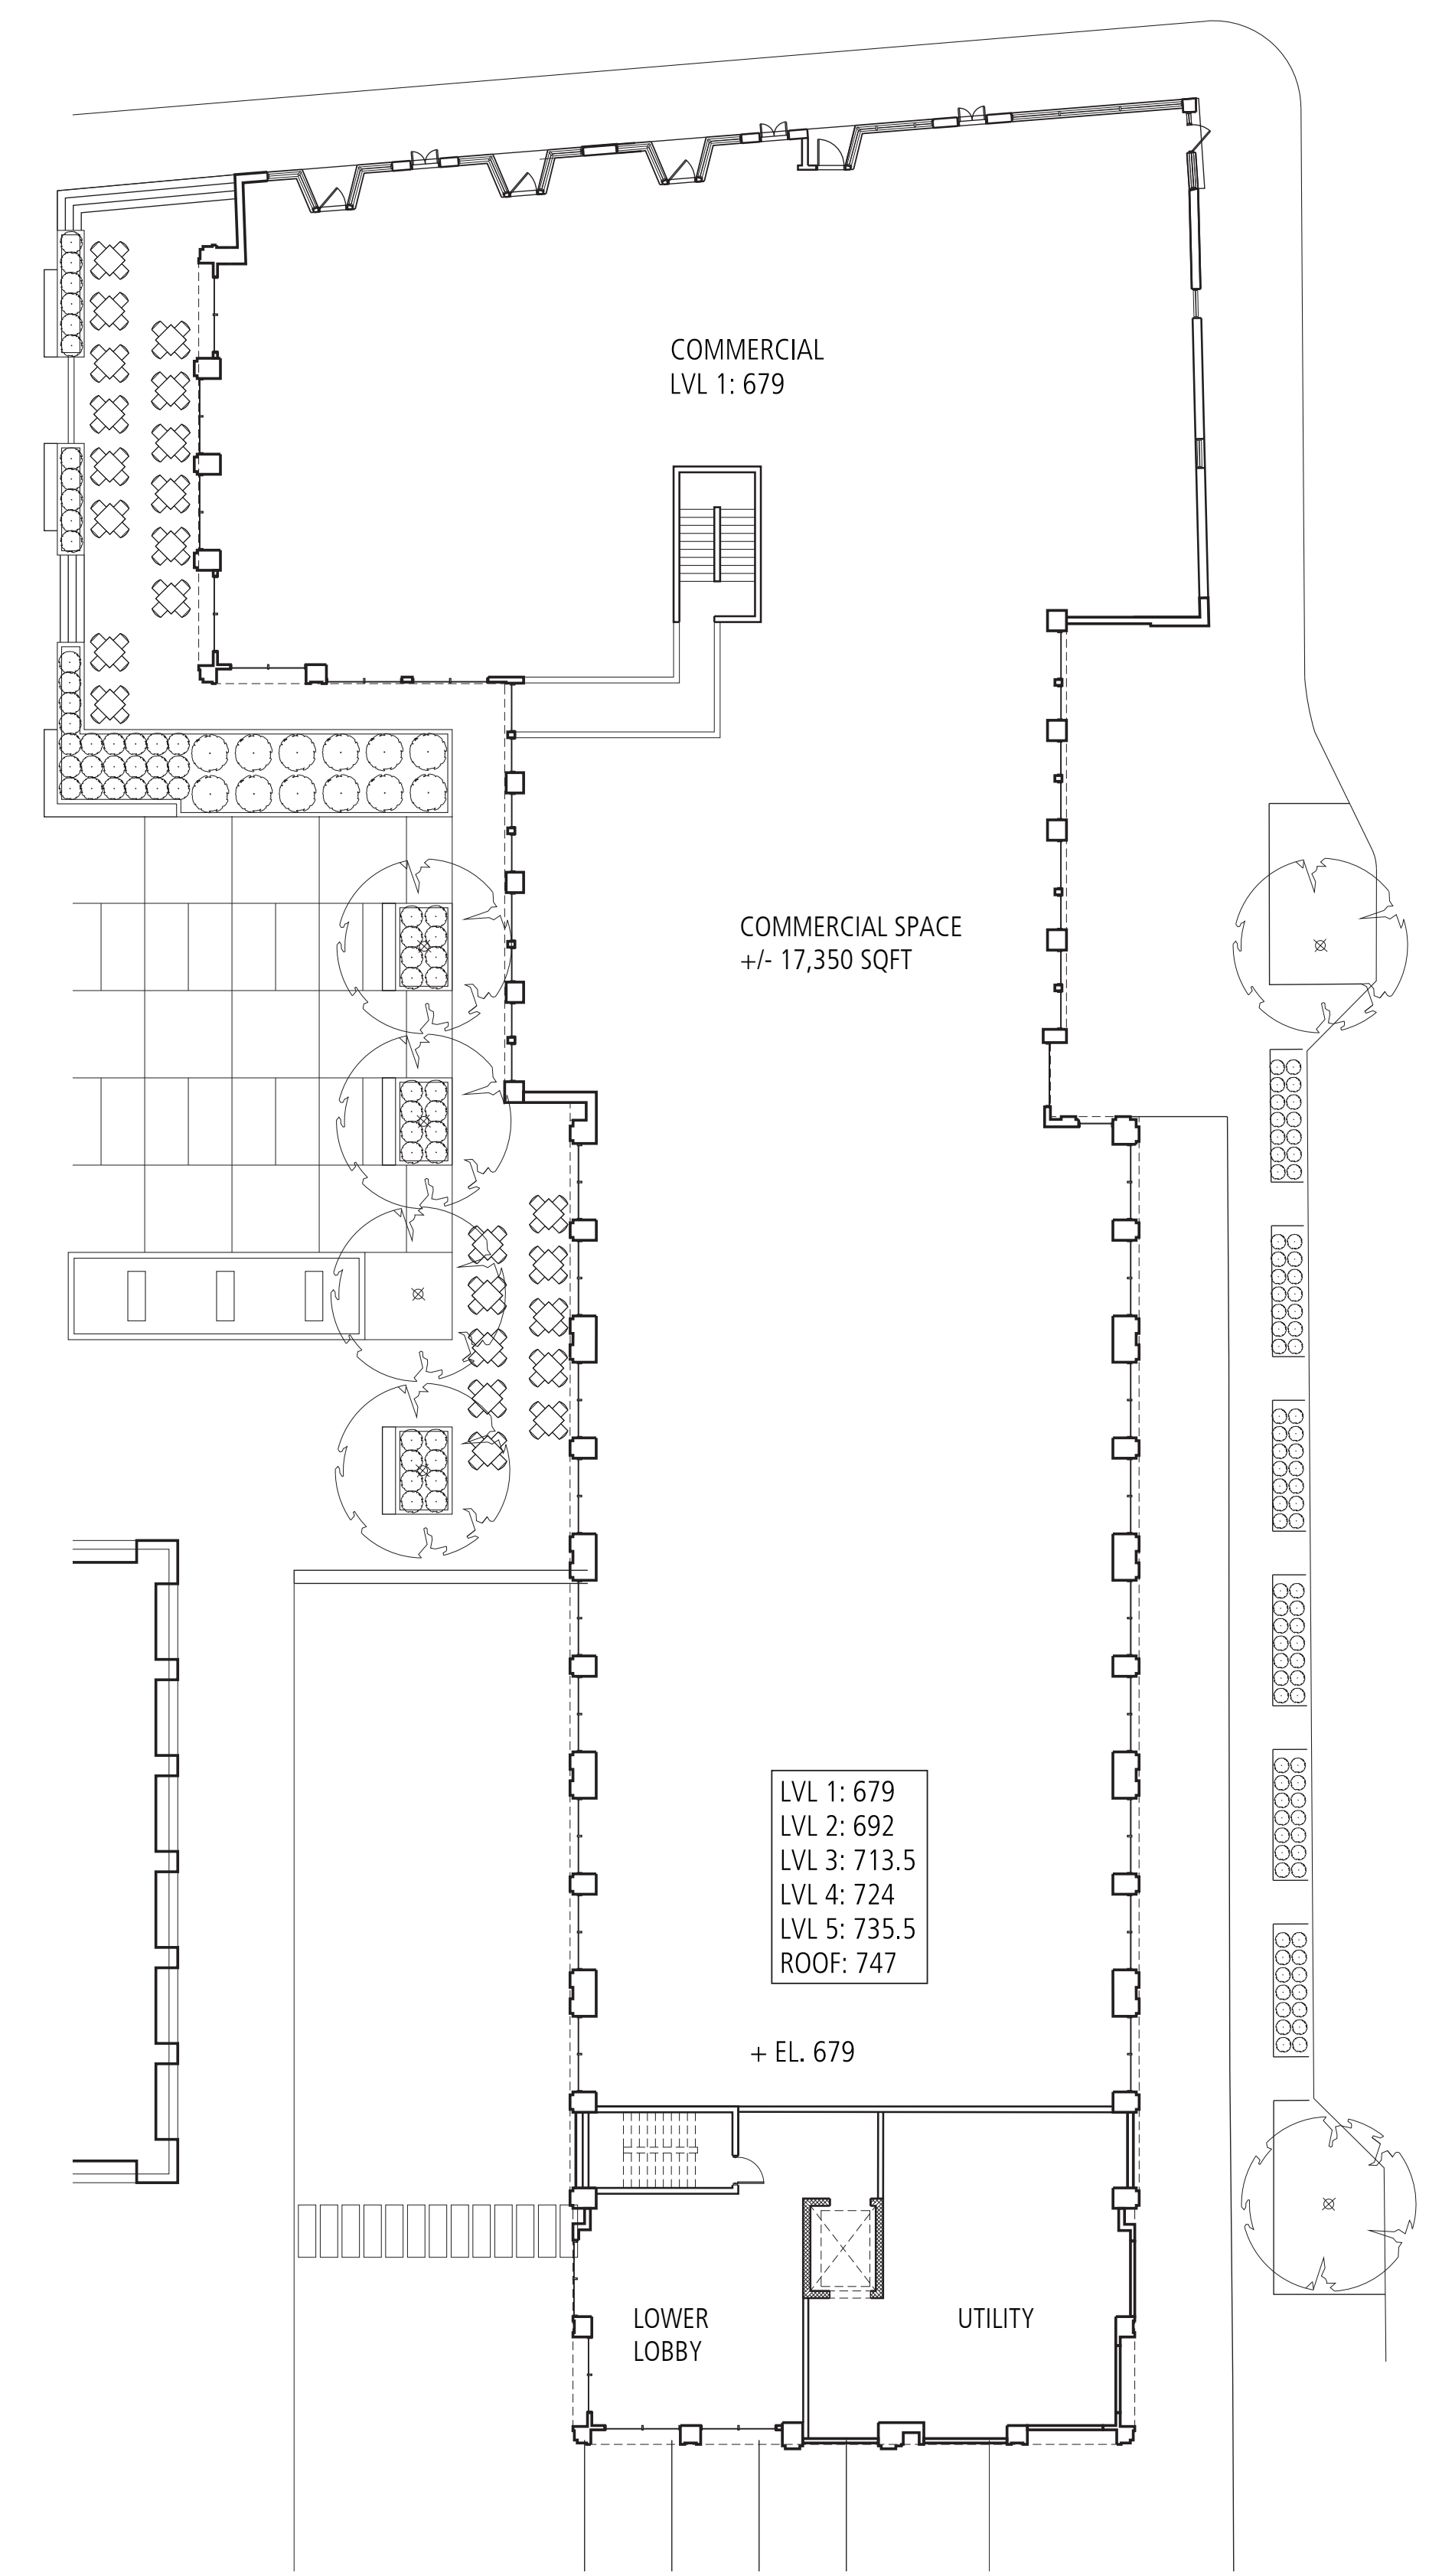 COMMERCIAL
LVL 1: 679
COMMERCIAL SPACE
+/- 17,350 SQFT
LVL 1: 679
LVL 2: 692
LVL 3: 713.5
LVL 4: 724
LVL 5: 735.5
ROOF: 747
+ EL. 679
LOWER
LOBBY
UTILITY